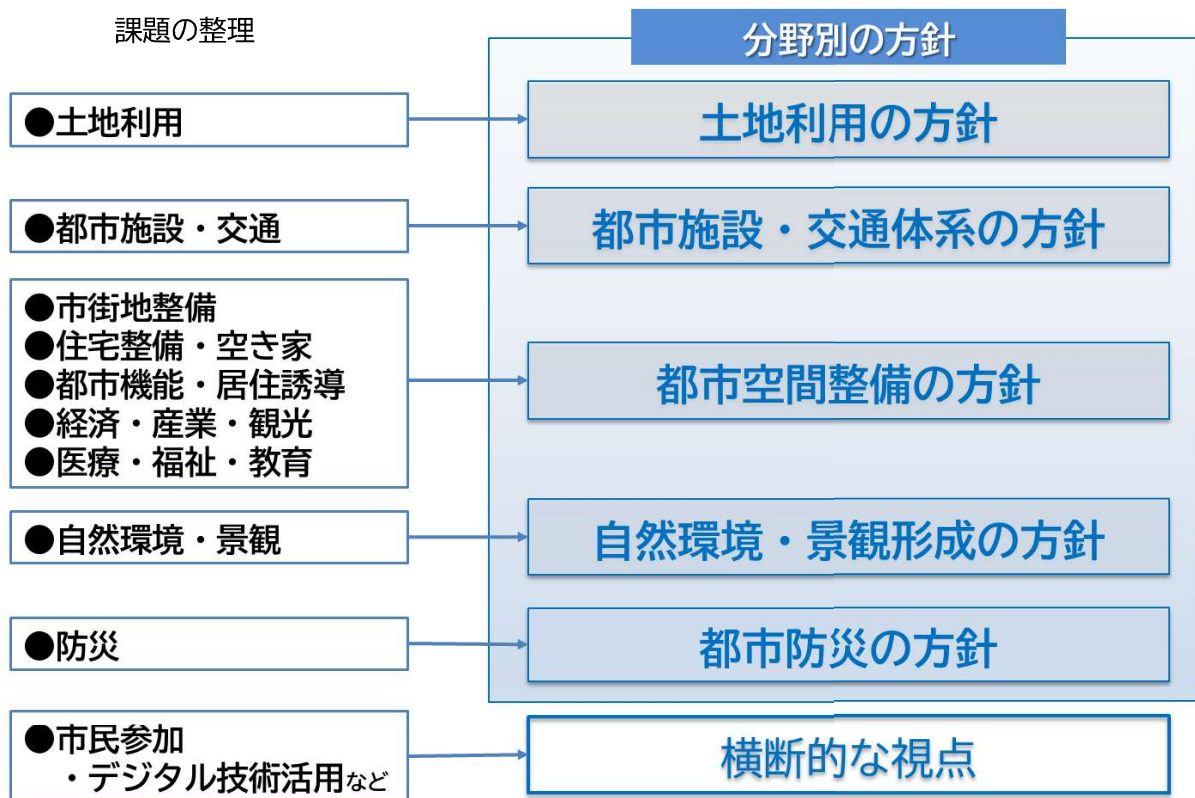 課題の整理
分野別の方針
●土地利用
土地利用の方針
●都市施設・交通
都市施設・交通体系の方針
●市街地整備
●住宅整備・空き家
●都市機能・居住誘導
●経済・産業・観光
●医療・福祉・教育
都市空間整備の方針
●自然環境・景観
自然環境・景観形成の方針
●防災
都市防災の方針
●市民参加
・デジタル技術活用など
横断的な視点